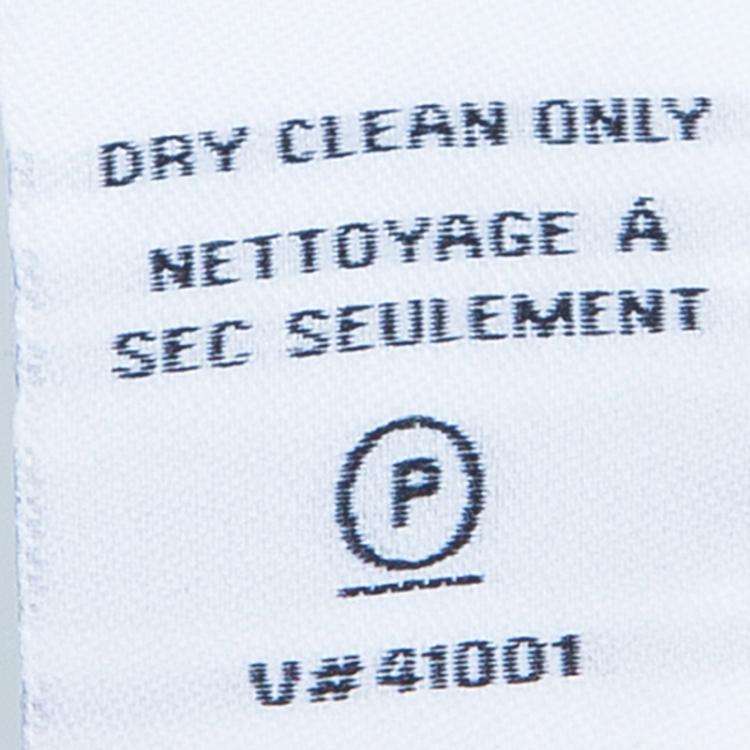 DRY CLEAN ONLY
NETTOYAGE Á
SEC SEULEMENT
P
V# 41001